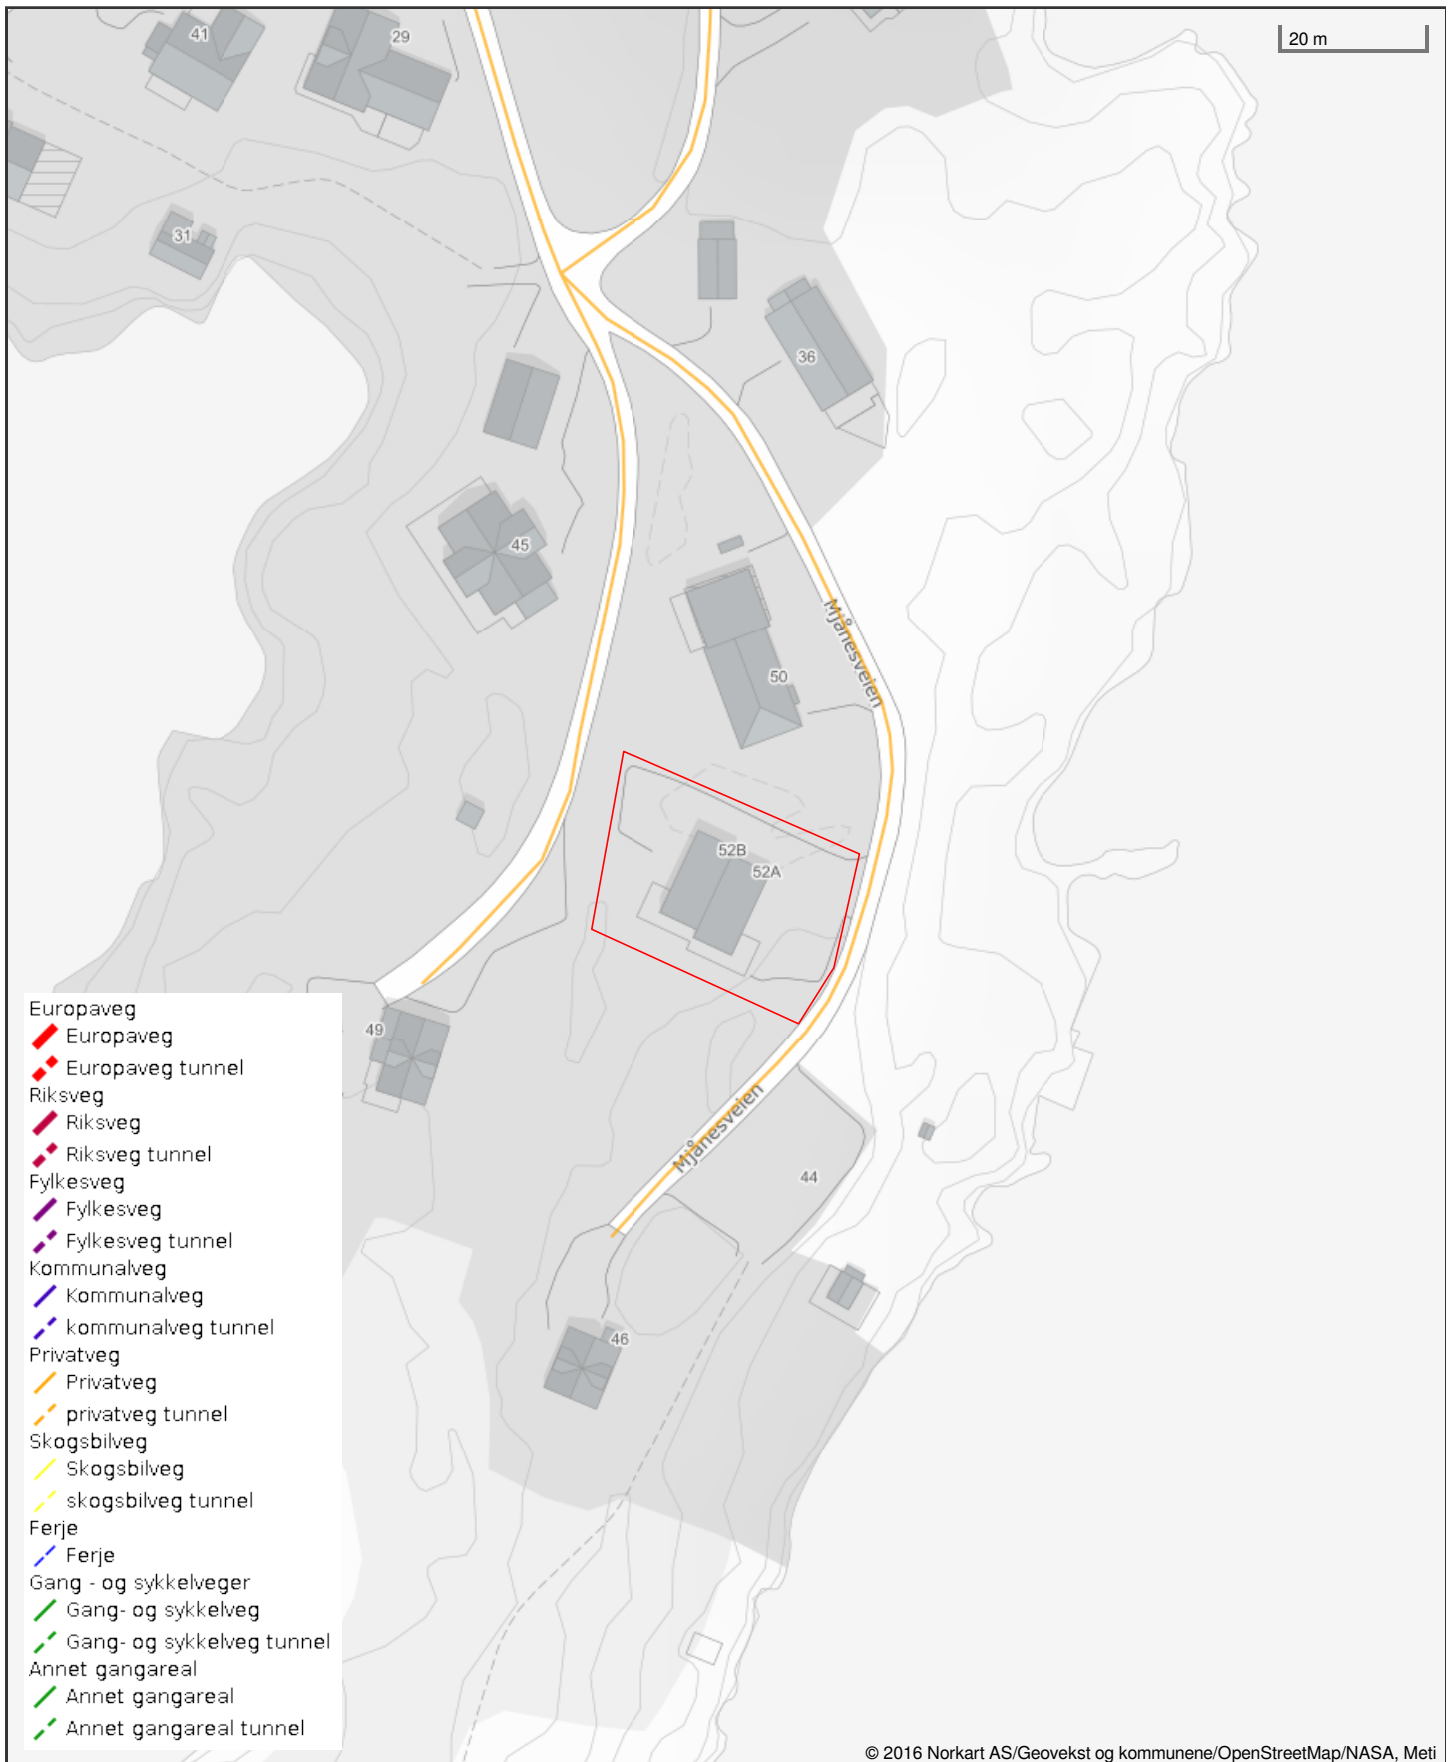 41
29
20 m
31
36
45
Mjånesveien
50
52B
52A
49
Mjånesveien
44
46
Europaveg
Europaveg
Europaveg tunnel
Riksveg
Riksveg
Riksveg tunnel
Fylkesveg
Fylkesveg
Fylkesveg tunnel
Kommunalveg
Kommunalveg
kommunalveg tunnel
Privatveg
Privatveg
privatveg tunnel
Skogsbilveg
Skogsbilveg
skogsbilveg tunnel
Ferje
Ferje
Gang - og sykkelveger
Gang- og sykkelveg
Gang- og sykkelveg tunnel
Annet gangareal
Annet gangareal
Annet gangareal tunnel
© 2016 Norkart AS/Geovekst og kommunene/OpenStreetMap/NASA, Meti